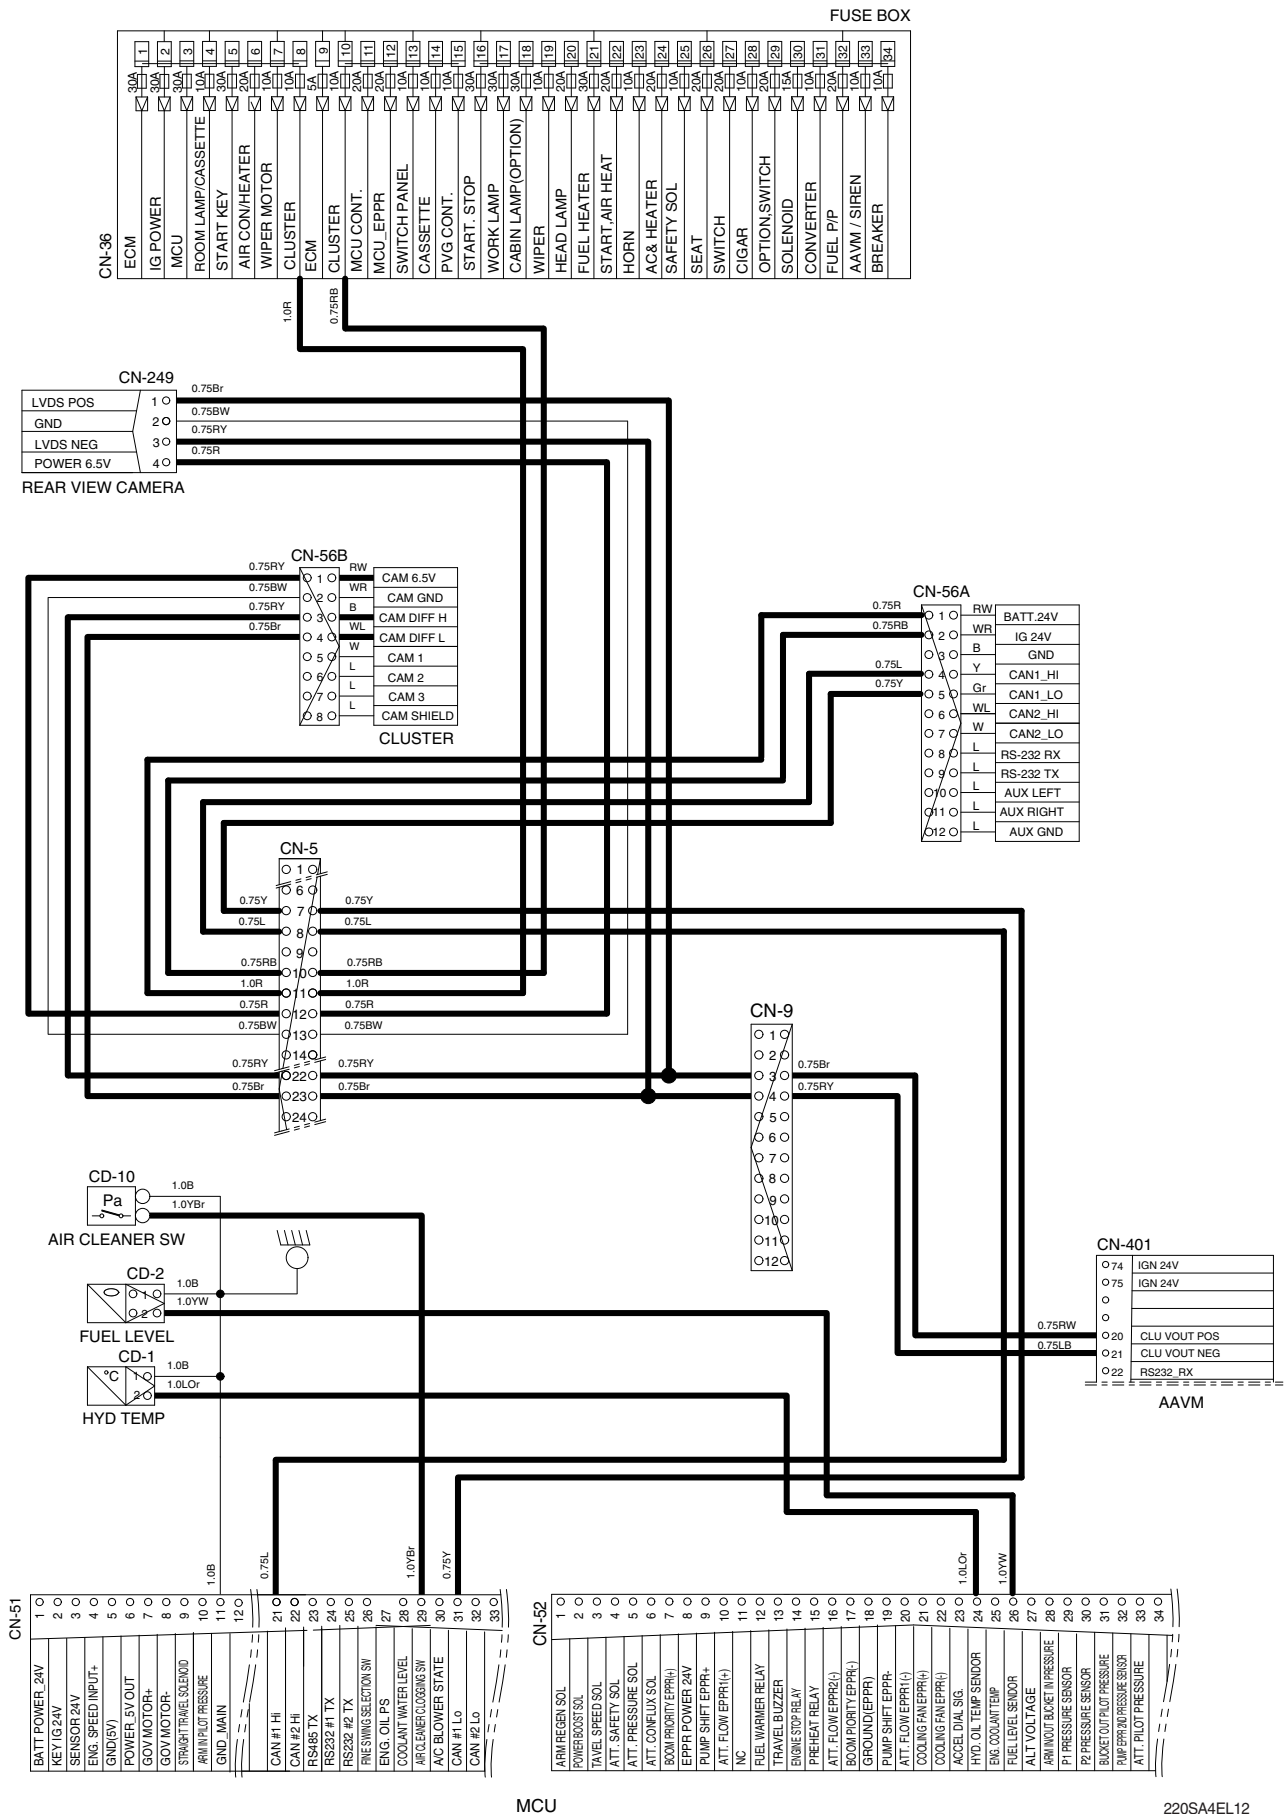 FUSE BOX
1 2 3 4 5 6 7 8 9 10 11 12 13 14 15 16 17 18 19 20 21 22 23 24 25 26 27 28 29 30 31 32 33 34
30A 30A 30A 10A 30A 20A 10A 10A 5A 10A 20A 20A 10A 10A 10A 30A 30A 30A 10A 20A 30A 20A 10A 20A 10A 20A 20A 10A 20A 15A 10A 20A 10A 10A
CN-36
ECM
IG POWER
MCU
ROOM LAMP/CASSETTE
START KEY
AIR CON/HEATER
WIPER MOTOR
CLUSTER
ECM
CLUSTER
MCU CONT.
MCU_EPPR
SWITCH PANEL
CASSETTE
PVG CONT.
START. STOP
WORK LAMP
CABIN LAMP(OPTION)
WIPER
HEAD LAMP
FUEL HEATER
START,AIR HEAT
HORN
AC& HEATER
SAFETY SOL
SEAT
SWITCH
CIGAR
OPTION,SWITCH
SOLENOID
CONVERTER
FUEL P/P
AAVM / SIREN
BREAKER
1.0R
0.75RB
CN-249
LVDS POS 1 0.75Br
GND 2 0.75BW
LVDS NEG 3 0.75RY
POWER 6.5V 4 0.75R
REAR VIEW CAMERA
CN-56B
0.75RY 1 RW CAM 6.5V
0.75BW 2 WR CAM GND
0.75RY 3 B CAM DIFF H
0.75Br 4 WL CAM DIFF L
5 W CAM 1
6 L CAM 2
7 L CAM 3
8 L CAM SHIELD
CLUSTER
CN-56A
0.75R 1 RW BATT.24V
0.75RB 2 WR IG 24V
3 B GND
0.75L 4 Y CAN1_HI
0.75Y 5 Gr CAN1_LO
6 WL CAN2_HI
7 W CAN2_LO
8 L RS-232 RX
9 L RS-232 TX
10 L AUX LEFT
11 L AUX RIGHT
12 L AUX GND
CN-5
1
6
0.75Y 7 0.75Y
0.75L 8 0.75L
9
0.75RB 10 0.75RB
1.0R 11 1.0R
0.75R 12 0.75R
0.75BW 13 0.75BW
14
0.75RY 22 0.75RY
0.75Br 23 0.75Br
24
CN-9
1
2
3 0.75Br
4 0.75RY
5
6
7
8
9
10
11
12
CD-10
Pa
1.0B
1.0YBr
AIR CLEANER SW
CD-2
1 1.0B
2 1.0YW
FUEL LEVEL
CD-1
°C
1 1.0B
2 1.0LOr
HYD TEMP
CN-401
74 IGN 24V
75 IGN 24V
0.75RW 20 CLU VOUT POS
0.75LB 21 CLU VOUT NEG
22 RS232_RX
AAVM
1.0B
0.75L
1.0YBr
0.75Y
1.0LOr
1.0YW
CN-51
1 BATT POWER_24V
2 KEY IG 24V
3 SENSOR 24V
4 ENG. SPEED INPUT+
5 GND(5V)
6 POWER_5V OUT
7 GOV MOTOR+
8 GOV MOTOR-
9 STRAIGHT TRAVEL SOLENOID
10 ARM IN PILOT PRESSURE
11 GND_MAIN
12
21 CAN #1 Hi
22 CAN #2 Hi
23 RS485 TX
24 RS232 #1 TX
25 RS232 #2 TX
26 FINE SWING SELECTION SW
27 ENG. OIL PS
28 COOLANT WATER LEVEL
29 AIR CLEANER CLOGGING SW
30 A/C BLOWER STATE
31 CAN #1 Lo
32 CAN #2 Lo
33
CN-52
1 ARM REGEN SOL
2 POWER BOOST SOL
3 TAVEL SPEED SOL
4 ATT. SAFETY SOL
5 ATT. PRESSURE SOL
6 ATT. CONFLUX SOL
7 BOOM PRIORITY EPPR(+)
8 EPPR POWER 24V
9 PUMP SHIFT EPPR+
10 ATT. FLOW EPPR1(+)
11 NC
12 FUEL WARMER RELAY
13 TRAVEL BUZZER
14 ENGINE STOP RELAY
15 PREHEAT RELAY
16 ATT. FLOW EPPR2(-)
17 BOOM PRIORITY EPPR(-)
18 GROUND(EPPR)
19 PUMP SHIFT EPPR-
20 ATT. FLOW EPPR1(-)
21 COOLING FAN EPPR(+)
22 COOLING FAN EPPR(-)
23 ACCEL DIAL SIG.
24 HYD. OIL TEMP SENDOR
25 ENG. COOLANT TEMP
26 FUEL LEVEL SENDOR
27 ALT VOLTAGE
28 ARM IN/OUT BUCKET IN PRESSURE
29 P1 PRESSURE SENSOR
30 P2 PRESSURE SENSOR
31 BUCKET OUT PILOT PRESSURE
32 PUMP EPPR 2ND PRESSURE SENSOR
33 ATT. PILOT PRESSURE
34
MCU
220SA4EL12